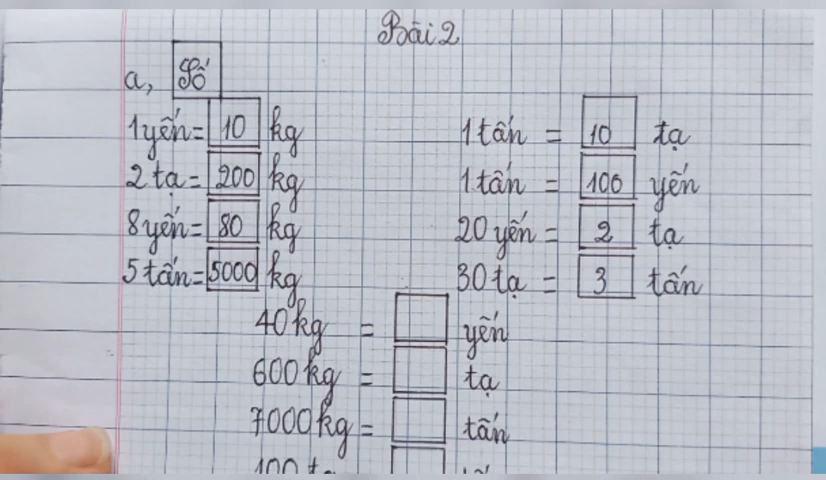 Bài 2
a, Số
1 yến = 10 kg
1 tấn = 10 tạ
2 tạ = 200 kg
1 tấn = 100 yến
8 yến = 80 kg
20 yến = 2 tạ
5 tấn = 5000 kg
30 tạ = 3 tấn
40 kg = yến
600 kg = tạ
7000 kg = tấn